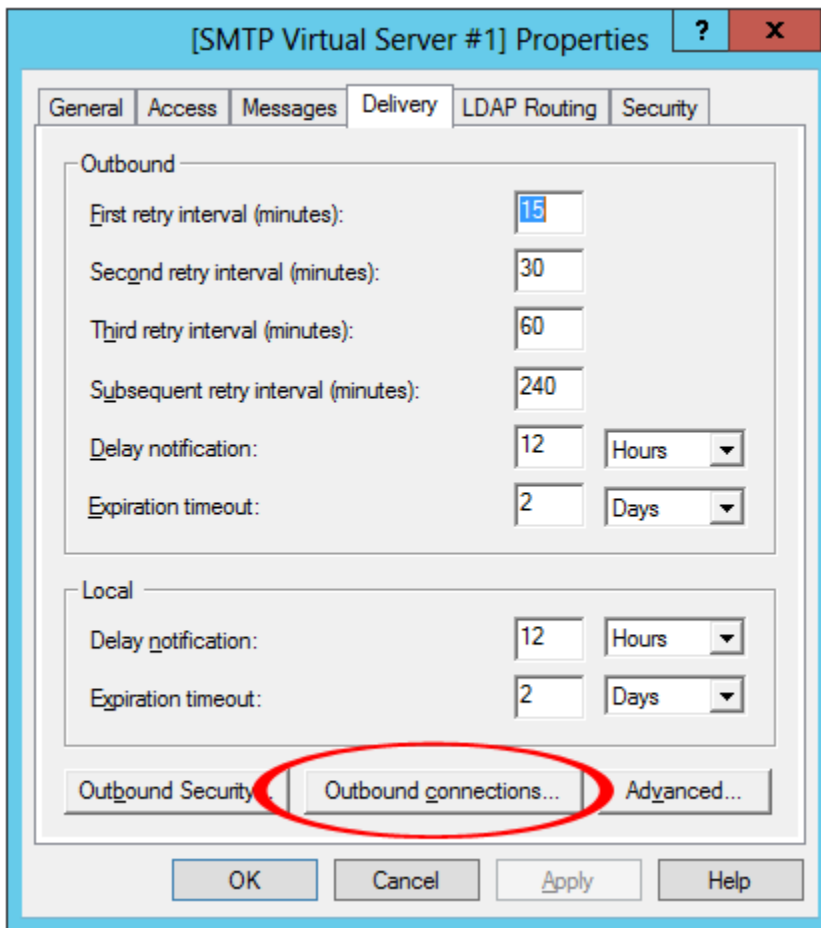 [SMTP Virtual Server #1] Properties ? x
General Access Messages Delivery LDAP Routing Security
Outbound
First retry interval (minutes): 15
Second retry interval (minutes): 30
Third retry interval (minutes): 60
Subsequent retry interval (minutes): 240
Delay notification: 12 Hours
Expiration timeout: 2 Days
Local
Delay notification: 12 Hours
Expiration timeout: 2 Days
Outbound Security... Outbound connections... Advanced...
OK Cancel Apply Help